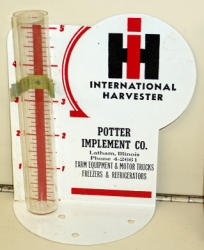 IH
INTERNATIONAL
HARVESTER
POTTER
IMPLEMENT CO.
Latham, Illinois
Phone 4-2661
FARM EQUIPMENT & MOTOR TRUCKS
FREEZERS & REFRIGERATORS
5
4
3
2
1